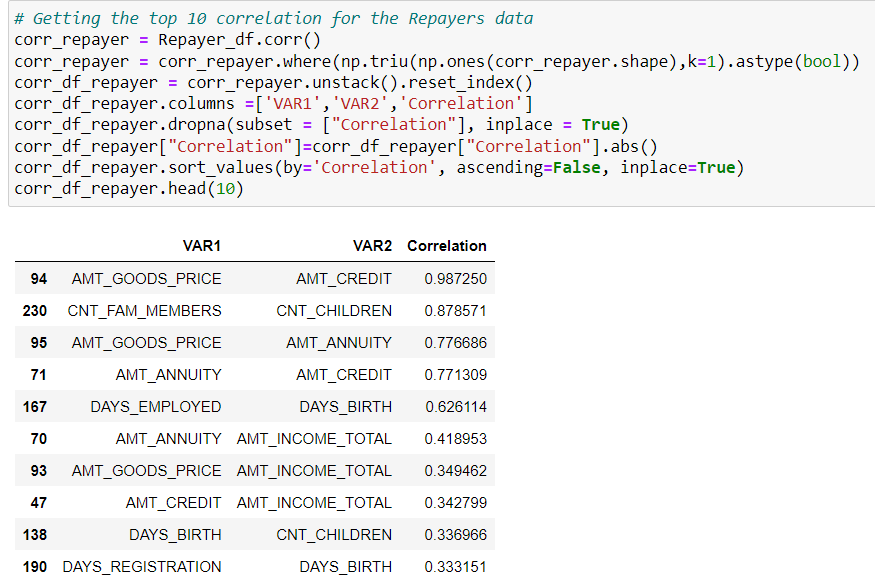 # Getting the top 10 correlation for the Repayers data
corr_repayer = Repayer_df.corr()
corr_repayer = corr_repayer.where(np.triu(np.ones(corr_repayer.shape),k=1).astype(bool))
corr_df_repayer = corr_repayer.unstack().reset_index()
corr_df_repayer.columns =['VAR1','VAR2','Correlation']
corr_df_repayer.dropna(subset = ["Correlation"], inplace = True)
corr_df_repayer["Correlation"]=corr_df_repayer["Correlation"].abs()
corr_df_repayer.sort_values(by='Correlation', ascending=False, inplace=True)
corr_df_repayer.head(10)
VAR1 VAR2 Correlation
94 AMT_GOODS_PRICE AMT_CREDIT 0.987250
230 CNT_FAM_MEMBERS CNT_CHILDREN 0.878571
95 AMT_GOODS_PRICE AMT_ANNUITY 0.776686
71 AMT_ANNUITY AMT_CREDIT 0.771309
167 DAYS_EMPLOYED DAYS_BIRTH 0.626114
70 AMT_ANNUITY AMT_INCOME_TOTAL 0.418953
93 AMT_GOODS_PRICE AMT_INCOME_TOTAL 0.349462
47 AMT_CREDIT AMT_INCOME_TOTAL 0.342799
138 DAYS_BIRTH CNT_CHILDREN 0.336966
190 DAYS_REGISTRATION DAYS_BIRTH 0.333151